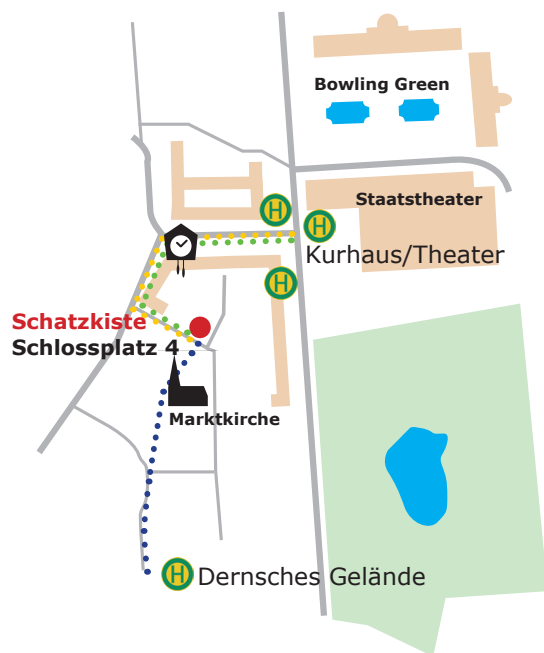 Bowling Green
Staatstheater
H
H
Kurhaus/Theater
H
Schatzkiste
Schlossplatz 4
Marktkirche
H
Dernsches Gelände